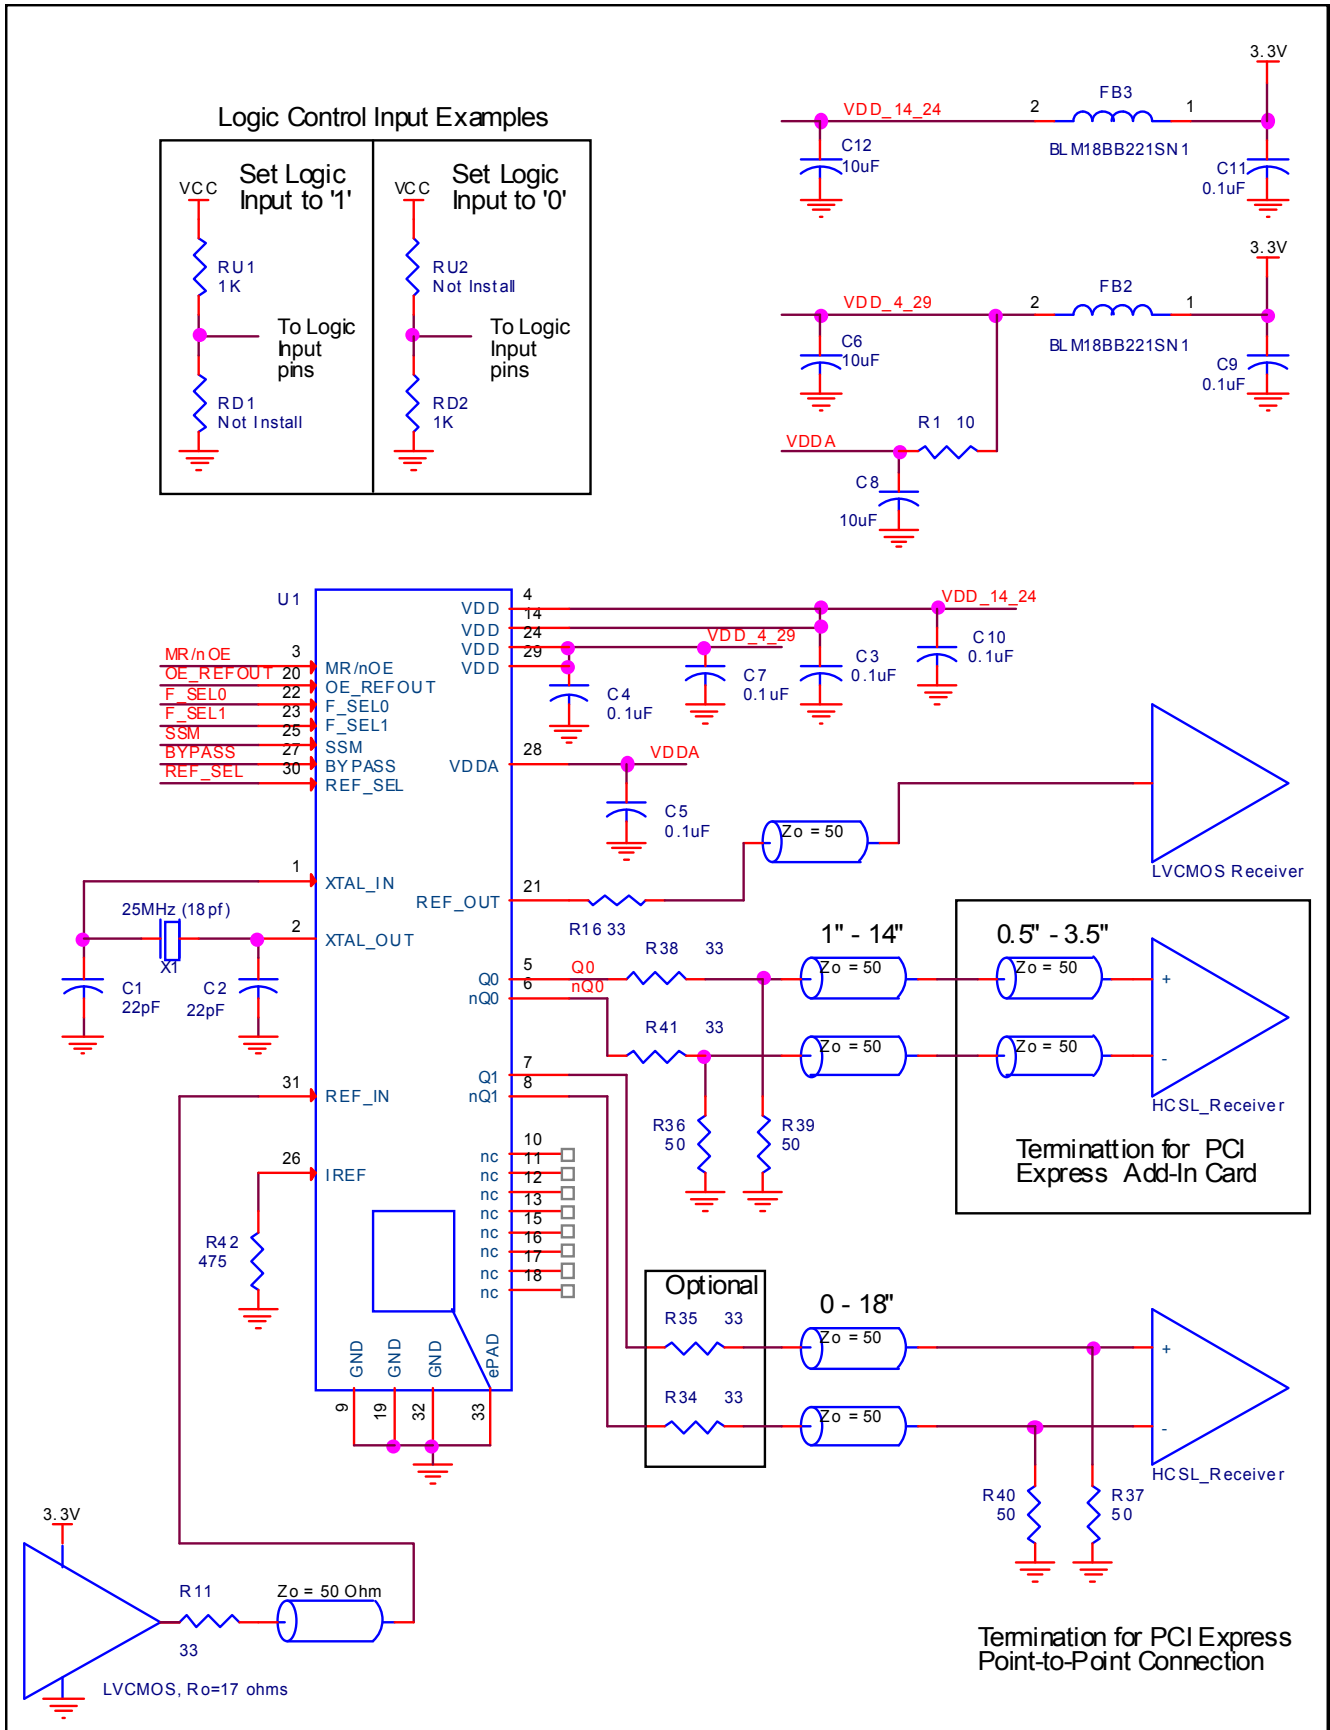 3.3V
VDD_14_24
2
FB3
1
BLM18BB221SN1
C12
10uF
C11
0.1uF
Logic Control Input Examples
VCC
Set Logic
Input to '1'
RU1
1K
To Logic
Input
pins
RD1
Not Install
VCC
Set Logic
Input to '0'
RU2
Not Install
To Logic
Input
pins
RD2
1K
3.3V
VDD_4_29
2
FB2
1
BLM18BB221SN1
C6
10uF
C9
0.1uF
VDDA
R1 10
C8
10uF
U1
MR/nOE
3
MR/nOE
OE_REFOUT
20
OE_REFOUT
F_SEL0
22
F_SEL0
F_SEL1
23
F_SEL1
SSM
25
SSM
BYPASS
27
BYPASS
REF_SEL
30
REF_SEL
VDD
4
VDD
14
VDD
24
VDD
29
VDD_14_24
VDD_4_29
C4
0.1uF
C7
0.1uF
C3
0.1uF
C10
0.1uF
VDDA
28
VDDA
C5
0.1uF
Zo = 50
LVCMOS Receiver
1
XTAL_IN
25MHz (18pf)
X1
2
XTAL_OUT
C1
22pF
C2
22pF
REF_OUT
21
R16 33
Q0
5
Q0
nQ0
6
nQ0
R38 33
R41 33
1" - 14"
Zo = 50
Zo = 50
0.5" - 3.5"
Zo = 50
Zo = 50
+
-
HCSL_Receiver
Terminattion for PCI
Express Add-In Card
R36
50
R39
50
Q1
7
nQ1
8
31
REF_IN
26
IREF
R42
475
nc
10
nc
11
nc
12
nc
13
nc
15
nc
16
nc
17
nc
18
GND
GND
GND
ePAD
9
19
32
33
Optional
R35 33
R34 33
0 - 18"
Zo = 50
Zo = 50
+
-
HCSL_Receiver
R40
50
R37
50
3.3V
R11
33
Zo = 50 Ohm
LVCMOS, Ro=17 ohms
Termination for PCI Express
Point-to-Point Connection